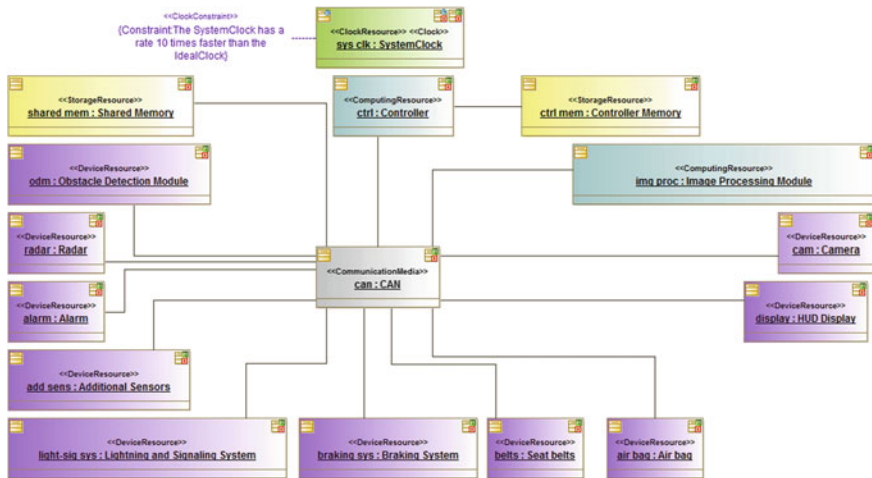 <<ClockConstraint>>
{Constraint:The SystemClock has a
rate 10 times faster than the
IdealClock}
<<ClockResource>> <<Clock>>
sys clk : SystemClock
<<StorageResource>>
shared mem : Shared Memory
<<ComputingResource>>
ctrl : Controller
<<StorageResource>>
ctrl mem : Controller Memory
<<DeviceResource>>
odm : Obstacle Detection Module
<<ComputingResource>>
img proc : Image Processing Module
<<DeviceResource>>
radar : Radar
<<DeviceResource>>
cam : Camera
<<CommunicationMedia>>
can : CAN
<<DeviceResource>>
alarm : Alarm
<<DeviceResource>>
display : HUD Display
<<DeviceResource>>
add sens : Additional Sensors
<<DeviceResource>>
light-sig sys : Lightning and Signaling System
<<DeviceResource>>
braking sys : Braking System
<<DeviceResource>>
belts : Seat belts
<<DeviceResource>>
air bag : Air bag